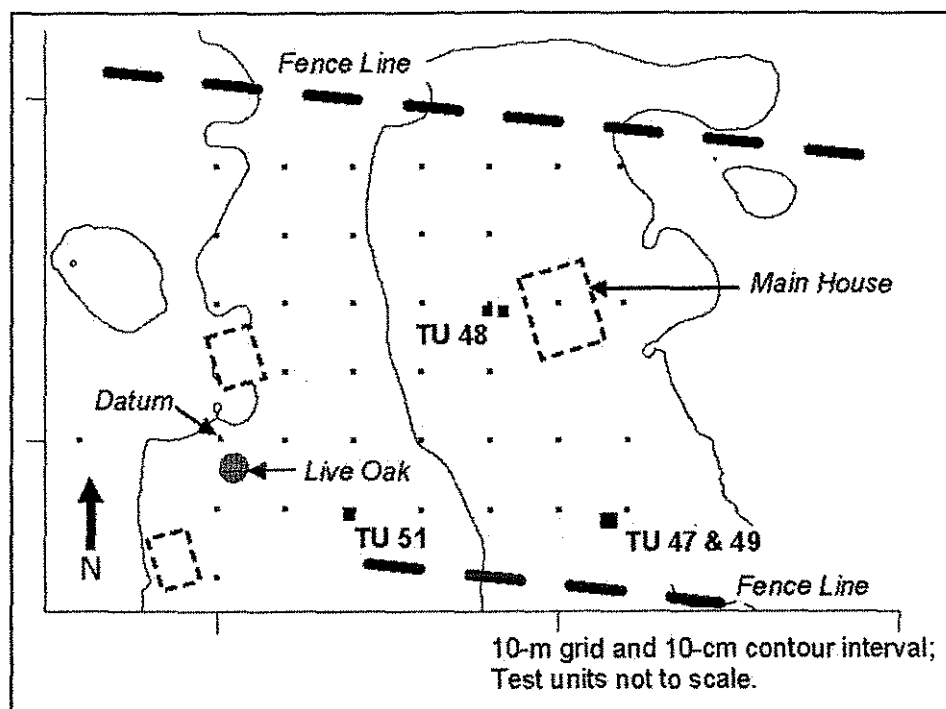 Fence Line
Main House
TU 48
Datum
Live Oak
TU 51
TU 47 & 49
N
Fence Line
10-m grid and 10-cm contour interval;
Test units not to scale.